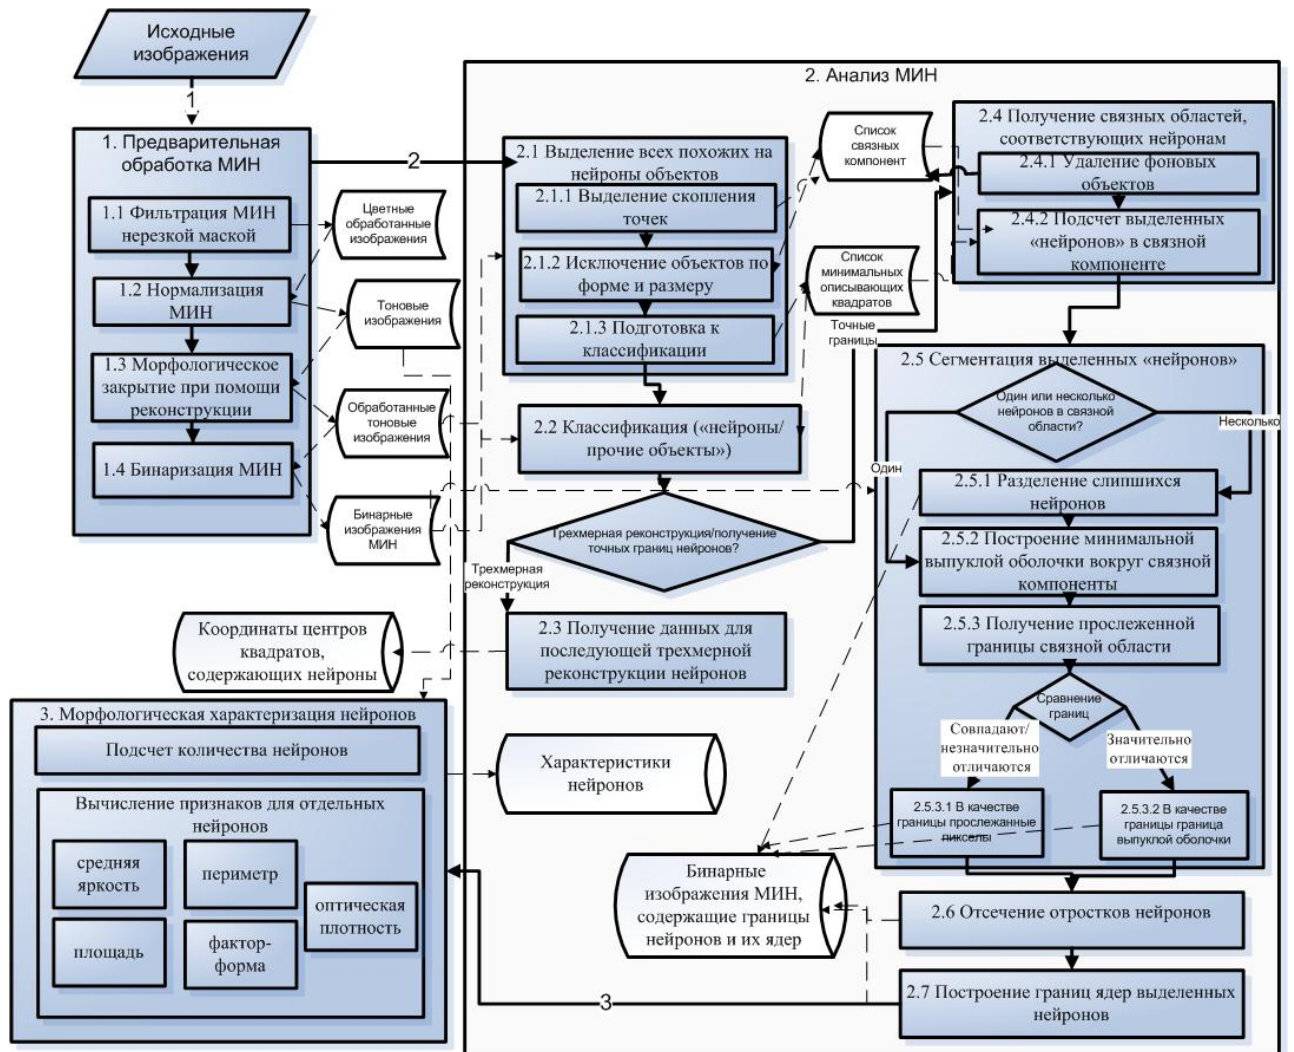 Исходные
изображения
1
1. Предварительная
обработка МИН
1.1 Фильтрация МИН
нерезкой маской
1.2 Нормализация
МИН
1.3 Морфологическое
закрытие при помощи
реконструкции
1.4 Бинаризация МИН
Цветные
обработанные
изображения
Тоновые
изображения
Обработанные
тоновые
изображения
Бинарные
изображения
МИН
2
2. Анализ МИН
2.1 Выделение всех похожих на
нейроны объектов
2.1.1 Выделение скопления
точек
2.1.2 Исключение объектов по
форме и размеру
2.1.3 Подготовка к
классификации
2.2 Классификация («нейроны/
прочие объекты»)
Трехмерная реконструкция/получение
точных границ нейронов?
Трехмерная
реконструкция
Точные
границы
2.3 Получение данных для
последующей трехмерной
реконструкции нейронов
Координаты центров
квадратов,
содержащих нейроны
Список
связных
компонент
Список
минимальных
описывающих
квадратов
2.4 Получение связных областей,
соответствующих нейронам
2.4.1 Удаление фоновых
объектов
2.4.2 Подсчет выделенных
«нейронов» в связной
компоненте
2.5 Сегментация выделенных «нейронов»
Один или несколько
нейронов в связной
области?
Несколько
Один
2.5.1 Разделение слипшихся
нейронов
2.5.2 Построение минимальной
выпуклой оболочки вокруг связной
компоненты
2.5.3 Получение прослеженной
границы связной области
Сравнение
границ
Совпадают/
незначительно
отличаются
Значительно
отличаются
2.5.3.1 В качестве
границы прослежанные
пикселы
2.5.3.2 В качестве
границы граница
выпуклой оболочки
2.6 Отсечение отростков нейронов
2.7 Построение границ ядер выделенных
нейронов
Бинарные
изображения МИН,
содержащие границы
нейронов и их ядер
3
3. Морфологическая характеризация нейронов
Подсчет количества нейронов
Вычисление признаков для отдельных
нейронов
средняя
яркость
периметр
оптическая
плотность
площадь
фактор-
форма
Характеристики
нейронов